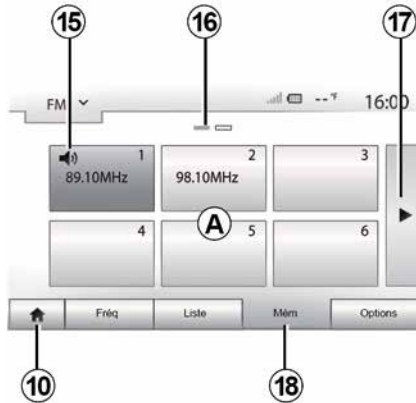 15 16 17
FM --°F 16:00
1 2 3
89.10MHz 98.10MHz
A
4 5 6
Fréq Liste Mém Options
10 18